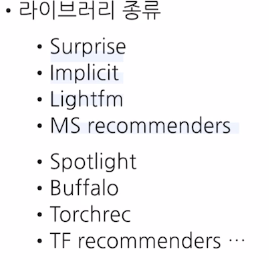 • 라이브러리 종류
• Surprise
• Implicit
• Lightfm
• MS recommenders
• Spotlight
• Buffalo
• Torchrec
• TF recommenders ⋯